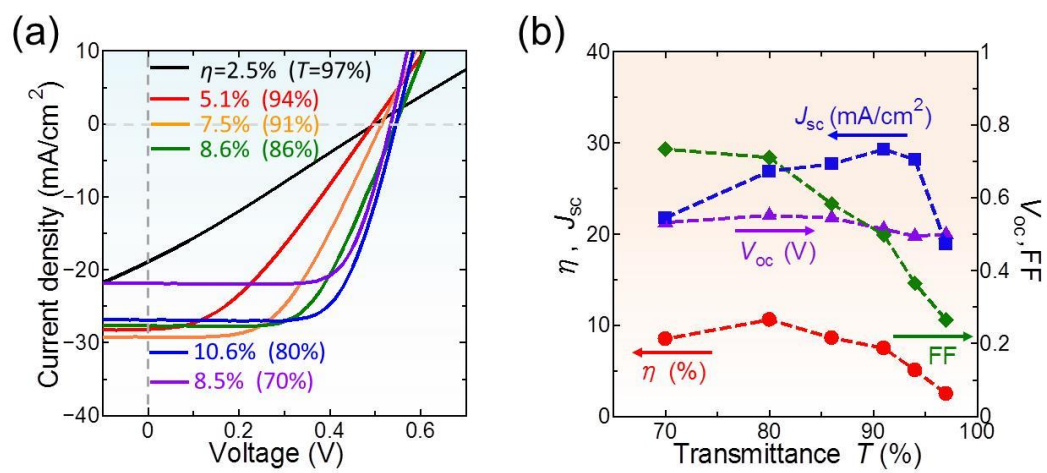 (a)
Current density (mA/cm²)
10
0
−10
−20
−30
−40
η=2.5% (T=97%)
5.1% (94%)
7.5% (91%)
8.6% (86%)
10.6% (80%)
8.5% (70%)
0
0.2
0.4
0.6
Voltage (V)
(b)
η, Jsc
40
30
20
10
0
Jsc (mA/cm²)
Voc (V)
η (%)
FF
1
0.8
0.6
0.4
0.2
0
Voc, FF
70
80
90
100
Transmittance T (%)